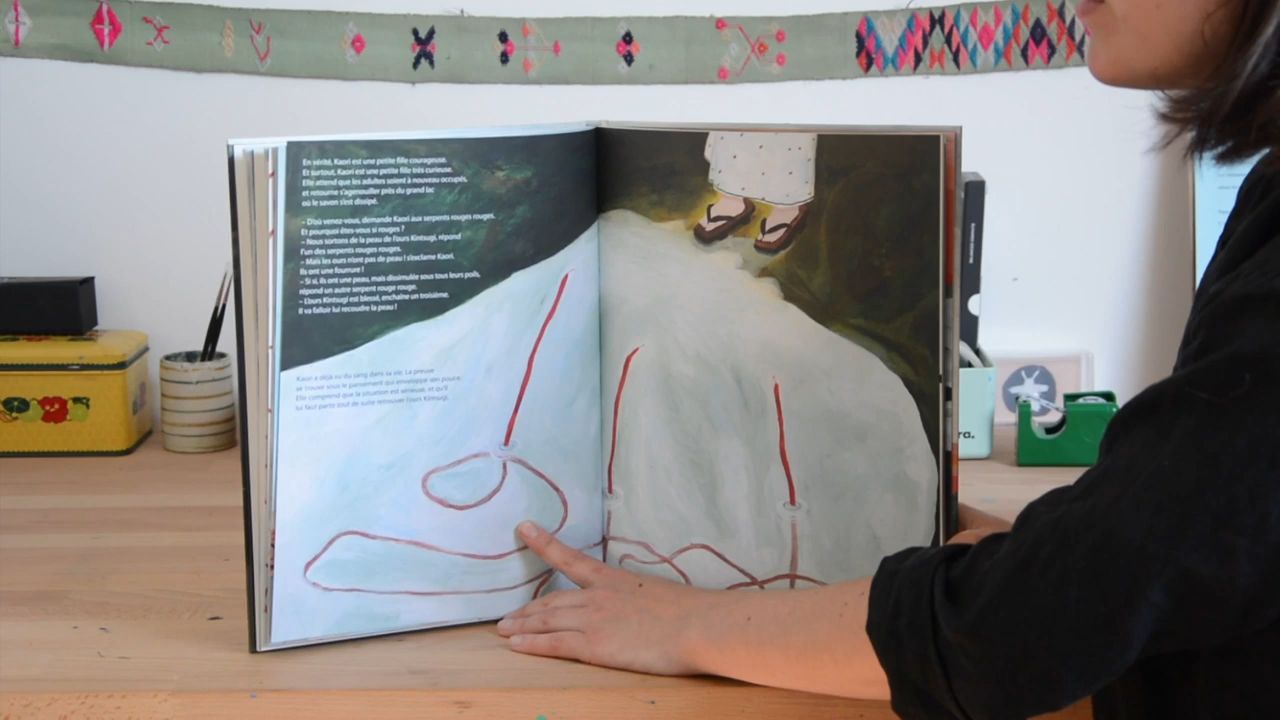 En vérité, Kaori est une petite fille courageuse.
Et surtout, Kaori est une petite fille très curieuse.
Elle attend que les adultes soient à nouveau occupés,
et retourne s'agenouiller près du grand lac
où le savon s'est dissipé.
– D'où venez-vous, demande Kaori aux serpents rouges rouges.
Et pourquoi êtes-vous si rouges ?
– Nous sortons de la peau de l'ours Kintsugi, répond
l'un des serpents rouges rouges.
– Mais les ours n'ont pas de peau ! s'exclame Kaori.
Ils ont une fourrure !
– Si si, ils ont une peau, mais dissimulée sous tous leurs poils,
répond un autre serpent rouge rouge.
– L'ours Kintsugi est blessé, enchaîne un troisième.
Il va falloir lui recoudre la peau !
Kaori a déjà vu du sang dans sa vie. La preuve
se trouve sous le pansement qui enveloppe son pouce.
Elle comprend que la situation est sérieuse, et qu'il
lui faut partir tout de suite retrouver l'ours Kintsugi.
ra.